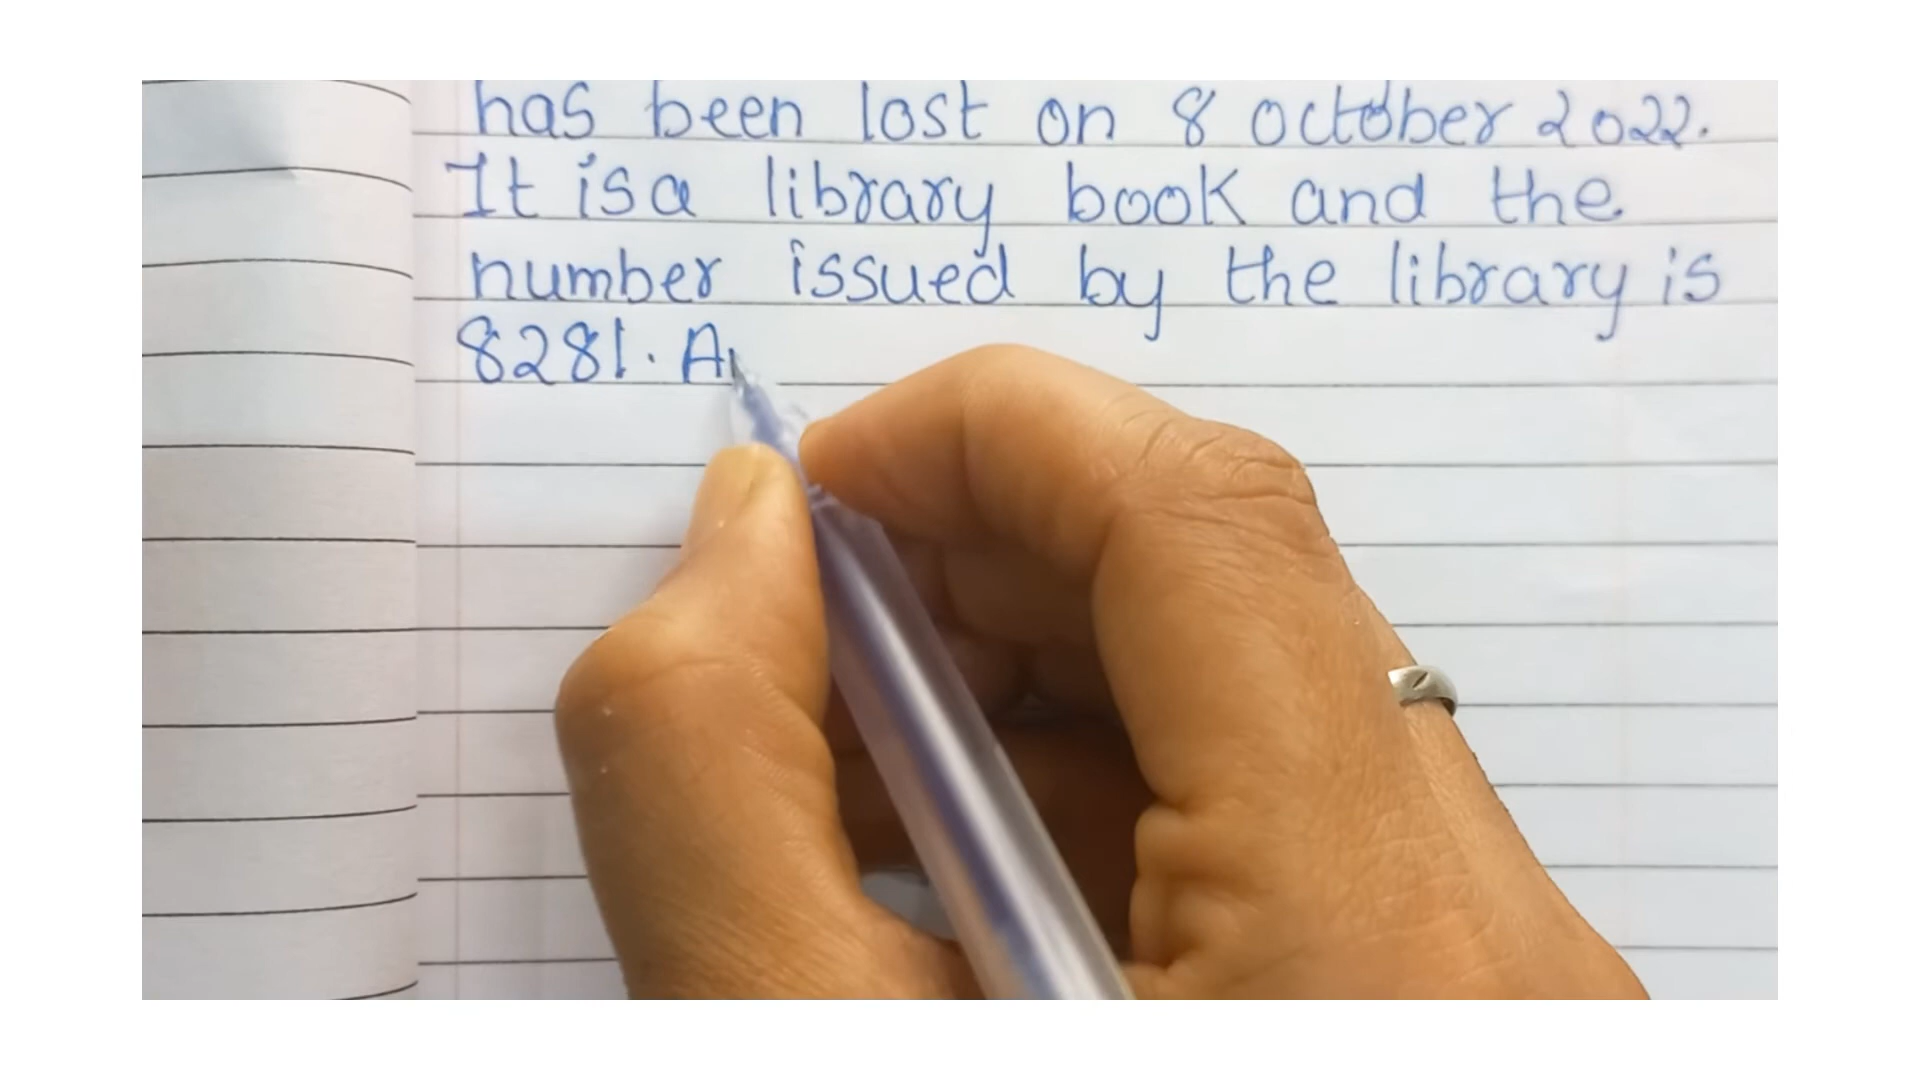 has been lost on 8 october 2022.
It is a library book and the
number issued by the library is
8281. A